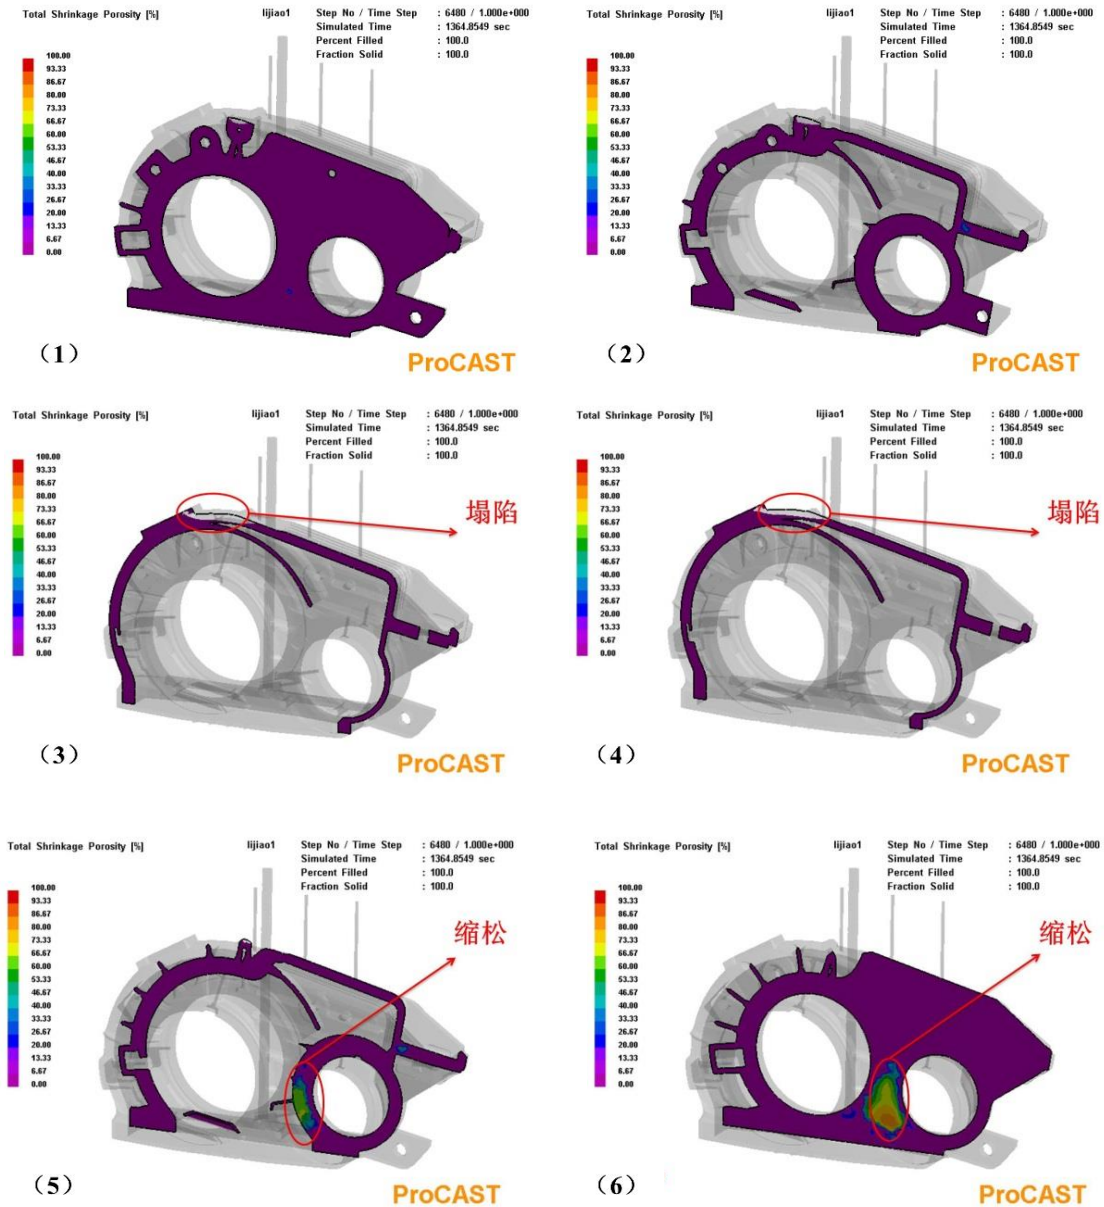 Total Shrinkage Porosity [%]
lijiao1
Step No / Time Step : 6480 / 1.000e+000
Simulated Time : 1364.8549 sec
Percent Filled : 100.0
Fraction Solid : 100.0
100.00
93.33
86.67
80.00
73.33
66.67
60.00
53.33
46.67
40.00
33.33
26.67
20.00
13.33
6.67
0.00
（1）
ProCAST
Total Shrinkage Porosity [%]
lijiao1
Step No / Time Step : 6480 / 1.000e+000
Simulated Time : 1364.8549 sec
Percent Filled : 100.0
Fraction Solid : 100.0
100.00
93.33
86.67
80.00
73.33
66.67
60.00
53.33
46.67
40.00
33.33
26.67
20.00
13.33
6.67
0.00
（2）
ProCAST
Total Shrinkage Porosity [%]
lijiao1
Step No / Time Step : 6480 / 1.000e+000
Simulated Time : 1364.8549 sec
Percent Filled : 100.0
Fraction Solid : 100.0
100.00
93.33
86.67
80.00
73.33
66.67
60.00
53.33
46.67
40.00
33.33
26.67
20.00
13.33
6.67
0.00
塌陷
（3）
ProCAST
Total Shrinkage Porosity [%]
lijiao1
Step No / Time Step : 6480 / 1.000e+000
Simulated Time : 1364.8549 sec
Percent Filled : 100.0
Fraction Solid : 100.0
100.00
93.33
86.67
80.00
73.33
66.67
60.00
53.33
46.67
40.00
33.33
26.67
20.00
13.33
6.67
0.00
塌陷
（4）
ProCAST
Total Shrinkage Porosity [%]
lijiao1
Step No / Time Step : 6480 / 1.000e+000
Simulated Time : 1364.8549 sec
Percent Filled : 100.0
Fraction Solid : 100.0
100.00
93.33
86.67
80.00
73.33
66.67
60.00
53.33
46.67
40.00
33.33
26.67
20.00
13.33
6.67
0.00
缩松
（5）
ProCAST
Total Shrinkage Porosity [%]
lijiao1
Step No / Time Step : 6480 / 1.000e+000
Simulated Time : 1364.8549 sec
Percent Filled : 100.0
Fraction Solid : 100.0
100.00
93.33
86.67
80.00
73.33
66.67
60.00
53.33
46.67
40.00
33.33
26.67
20.00
13.33
6.67
0.00
缩松
（6）
ProCAST